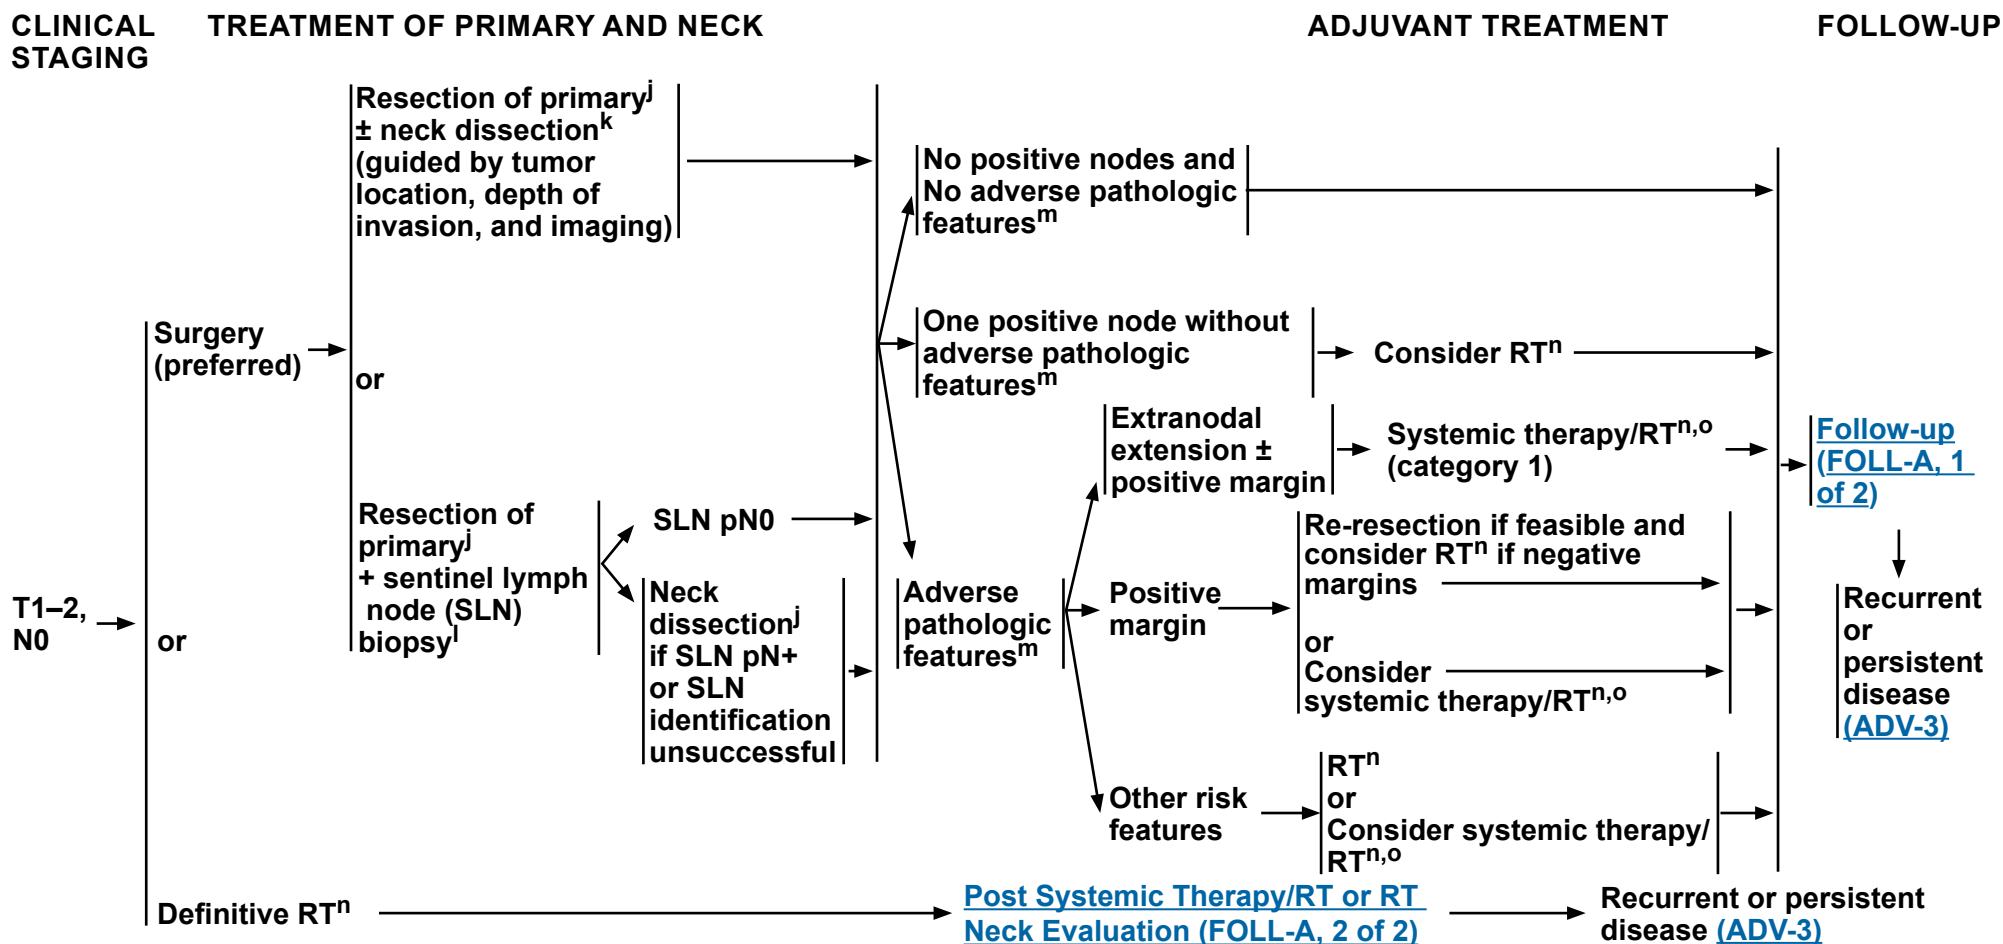 CLINICAL
STAGING
TREATMENT OF PRIMARY AND NECK
ADJUVANT TREATMENT
FOLLOW-UP
T1–2,
N0
Surgery
(preferred)
or
Definitive RTⁿ
Resection of primaryʲ
± neck dissectionᵏ
(guided by tumor
location, depth of
invasion, and imaging)
or
Resection of
primaryʲ
+ sentinel lymph
node (SLN)
biopsyˡ
SLN pN0
Neck
dissectionʲ
if SLN pN+
or SLN
identification
unsuccessful
No positive nodes and
No adverse pathologic
featuresᵐ
One positive node without
adverse pathologic
featuresᵐ
Consider RTⁿ
Adverse
pathologic
featuresᵐ
Extranodal
extension ±
positive margin
Systemic therapy/RTⁿ,ᵒ
(category 1)
Positive
margin
Re-resection if feasible and
consider RTⁿ if negative
margins
or
Consider
systemic therapy/RTⁿ,ᵒ
Other risk
features
RTⁿ
or
Consider systemic therapy/
RTⁿ,ᵒ
Follow-up
(FOLL-A, 1
of 2)
Recurrent
or
persistent
disease
(ADV-3)
Post Systemic Therapy/RT or RT
Neck Evaluation (FOLL-A, 2 of 2)
Recurrent or persistent
disease (ADV-3)